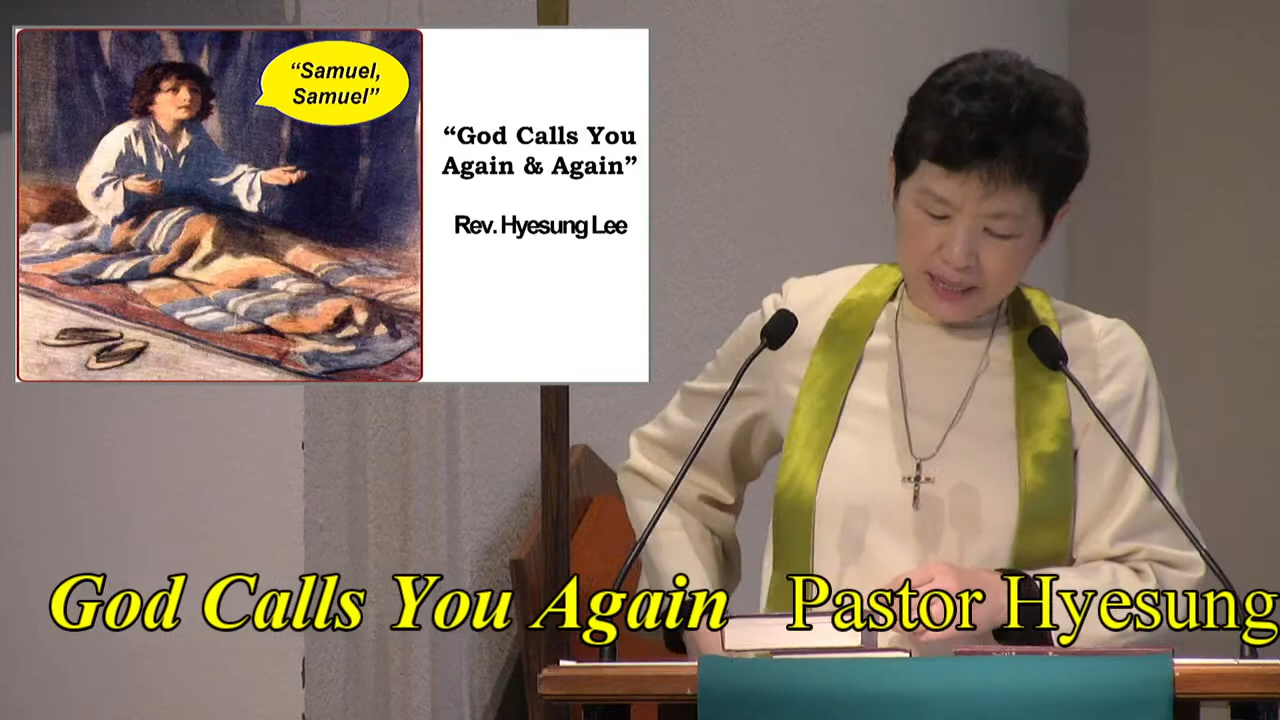 “Samuel,
Samuel”
“God Calls You
Again & Again”
Rev. Hyesung Lee
God Calls You Again Pastor Hyesung